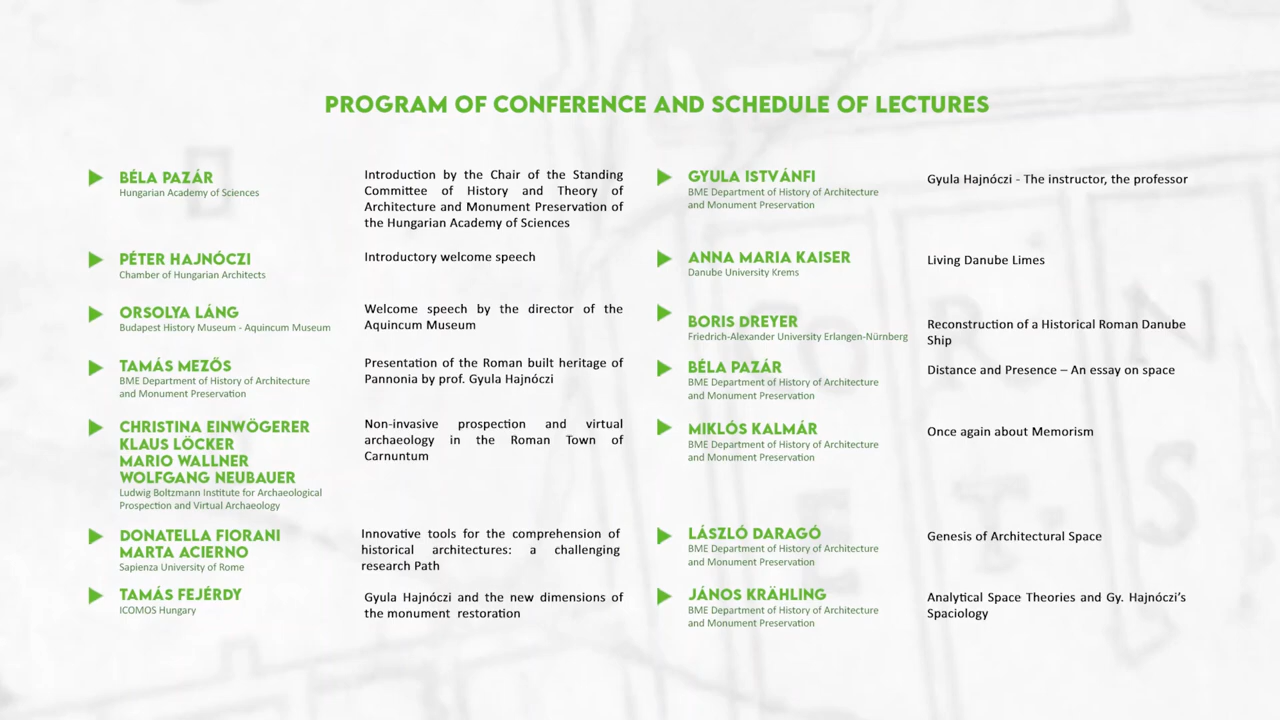 PROGRAM OF CONFERENCE AND SCHEDULE OF LECTURES
BÉLA PAZÁR
Hungarian Academy of Sciences
Introduction by the Chair of the Standing
Committee of History and Theory of
Architecture and Monument Preservation of
the Hungarian Academy of Sciences
PÉTER HAJNÓCZI
Chamber of Hungarian Architects
Introductory welcome speech
ORSOLYA LÁNG
Budapest History Museum - Aquincum Museum
Welcome speech by the director of the
Aquincum Museum
TAMÁS MEZŐS
BME Department of History of Architecture
and Monument Preservation
Presentation of the Roman built heritage of
Pannonia by prof. Gyula Hajnóczi
CHRISTINA EINWÖGERER
KLAUS LÖCKER
MARIO WALLNER
WOLFGANG NEUBAUER
Ludwig Boltzmann Institute for Archaeological
Prospection and Virtual Archaeology
Non-invasive prospection and virtual
archaeology in the Roman Town of
Carnuntum
DONATELLA FIORANI
MARTA ACIERNO
Sapienza University of Rome
Innovative tools for the comprehension of
historical architectures: a challenging
research Path
TAMÁS FEJÉRDY
ICOMOS Hungary
Gyula Hajnóczi and the new dimensions of
the monument restoration
GYULA ISTVÁNFI
BME Department of History of Architecture
and Monument Preservation
Gyula Hajnóczi - The instructor, the professor
ANNA MARIA KAISER
Danube University Krems
Living Danube Limes
BORIS DREYER
Friedrich-Alexander University Erlangen-Nürnberg
Reconstruction of a Historical Roman Danube
Ship
BÉLA PAZÁR
BME Department of History of Architecture
and Monument Preservation
Distance and Presence – An essay on space
MIKLÓS KALMÁR
BME Department of History of Architecture
and Monument Preservation
Once again about Memorism
LÁSZLÓ DARAGÓ
BME Department of History of Architecture
and Monument Preservation
Genesis of Architectural Space
JÁNOS KRÄHLING
BME Department of History of Architecture
and Monument Preservation
Analytical Space Theories and Gy. Hajnóczi's
Spaciology